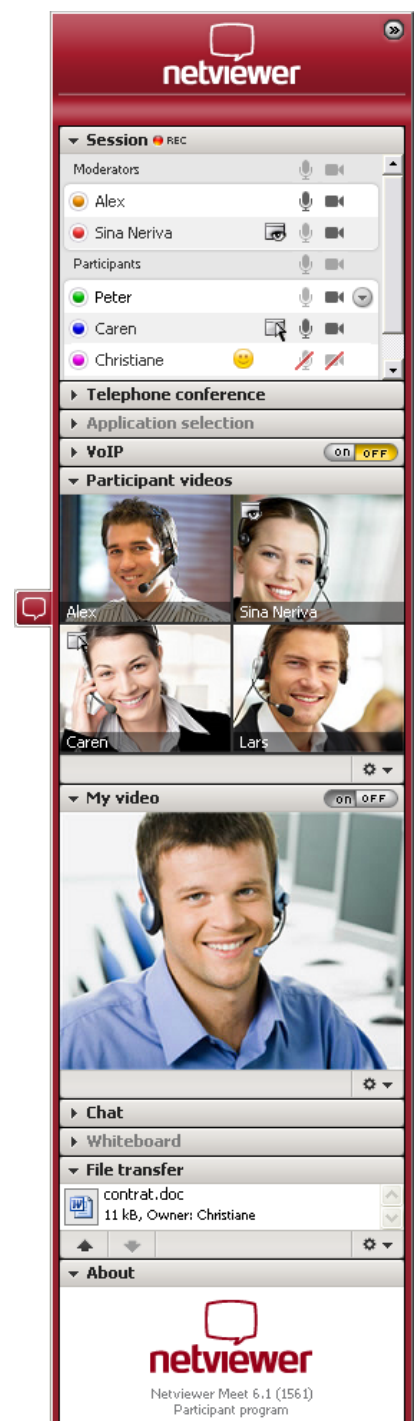 netviewer
Session REC
Moderators
Alex
Sina Neriva
Participants
Peter
Caren
Christiane
Telephone conference
Application selection
VoIP on OFF
Participant videos
Alex Sina Neriva
Caren Lars
My video on OFF
Chat
Whiteboard
File transfer
contrat.doc
11 kB, Owner: Christiane
About
netviewer
Netviewer Meet 6.1 (1561)
Participant program